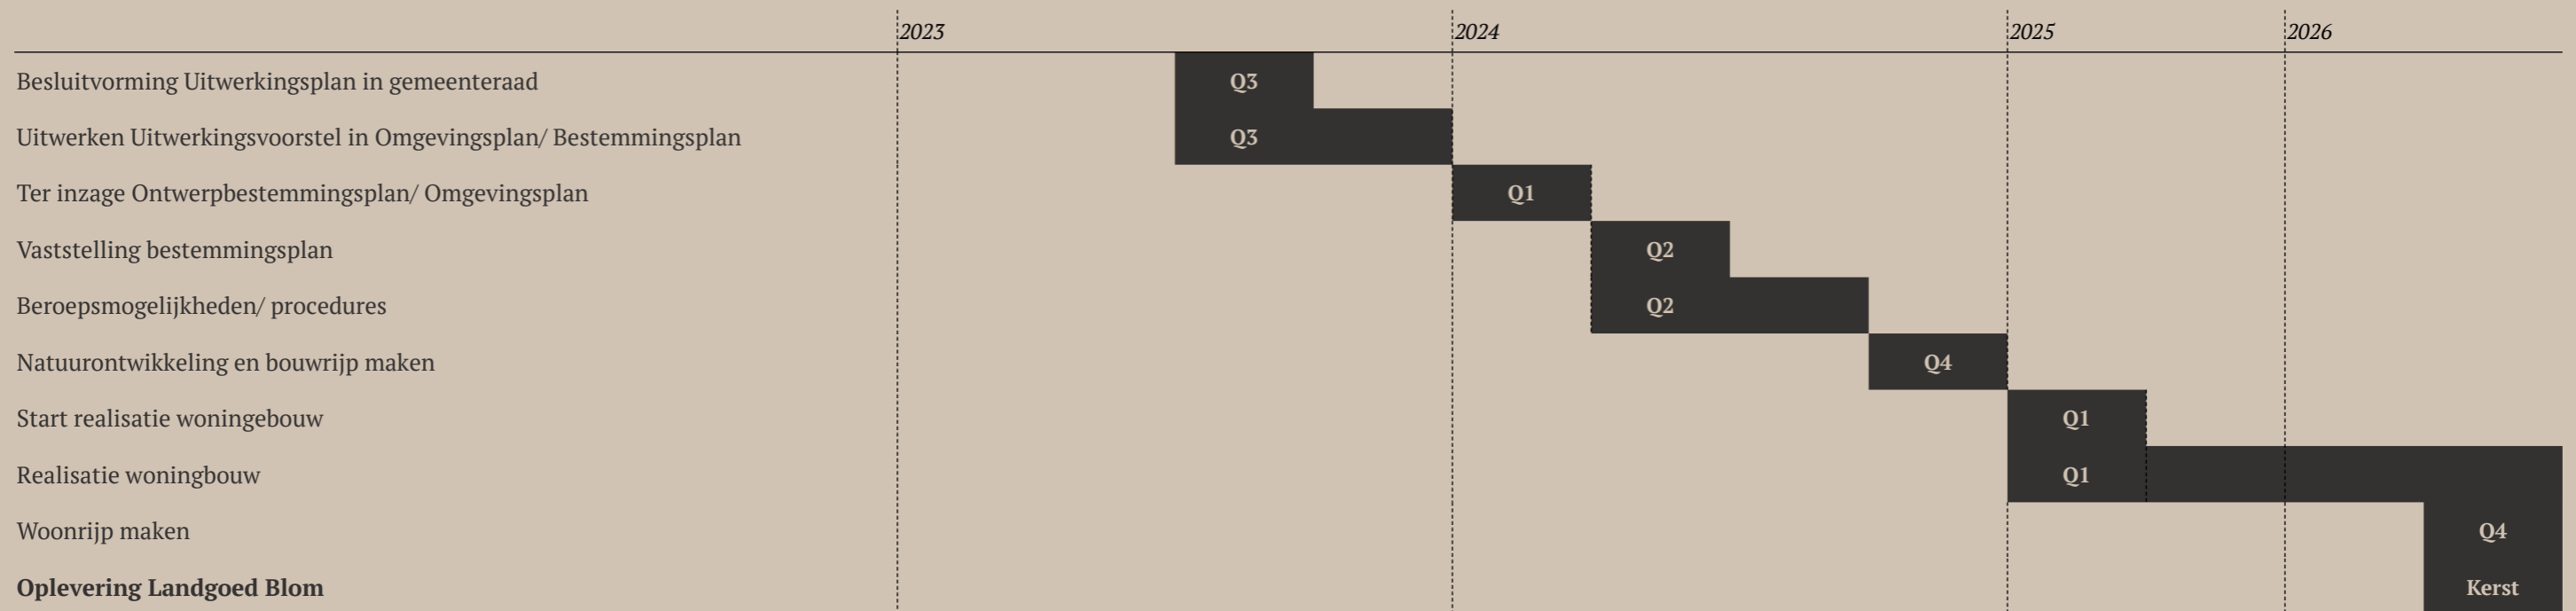 2023 2024 2025 2026
Besluitvorming Uitwerkingsplan in gemeenteraad Q3
Uitwerken Uitwerkingsvoorstel in Omgevingsplan/ Bestemmingsplan Q3
Ter inzage Ontwerpbestemmingsplan/ Omgevingsplan Q1
Vaststelling bestemmingsplan Q2
Beroepsmogelijkheden/ procedures Q2
Natuurontwikkeling en bouwrijp maken Q4
Start realisatie woningebouw Q1
Realisatie woningbouw Q1
Woonrijp maken Q4
Oplevering Landgoed Blom Kerst